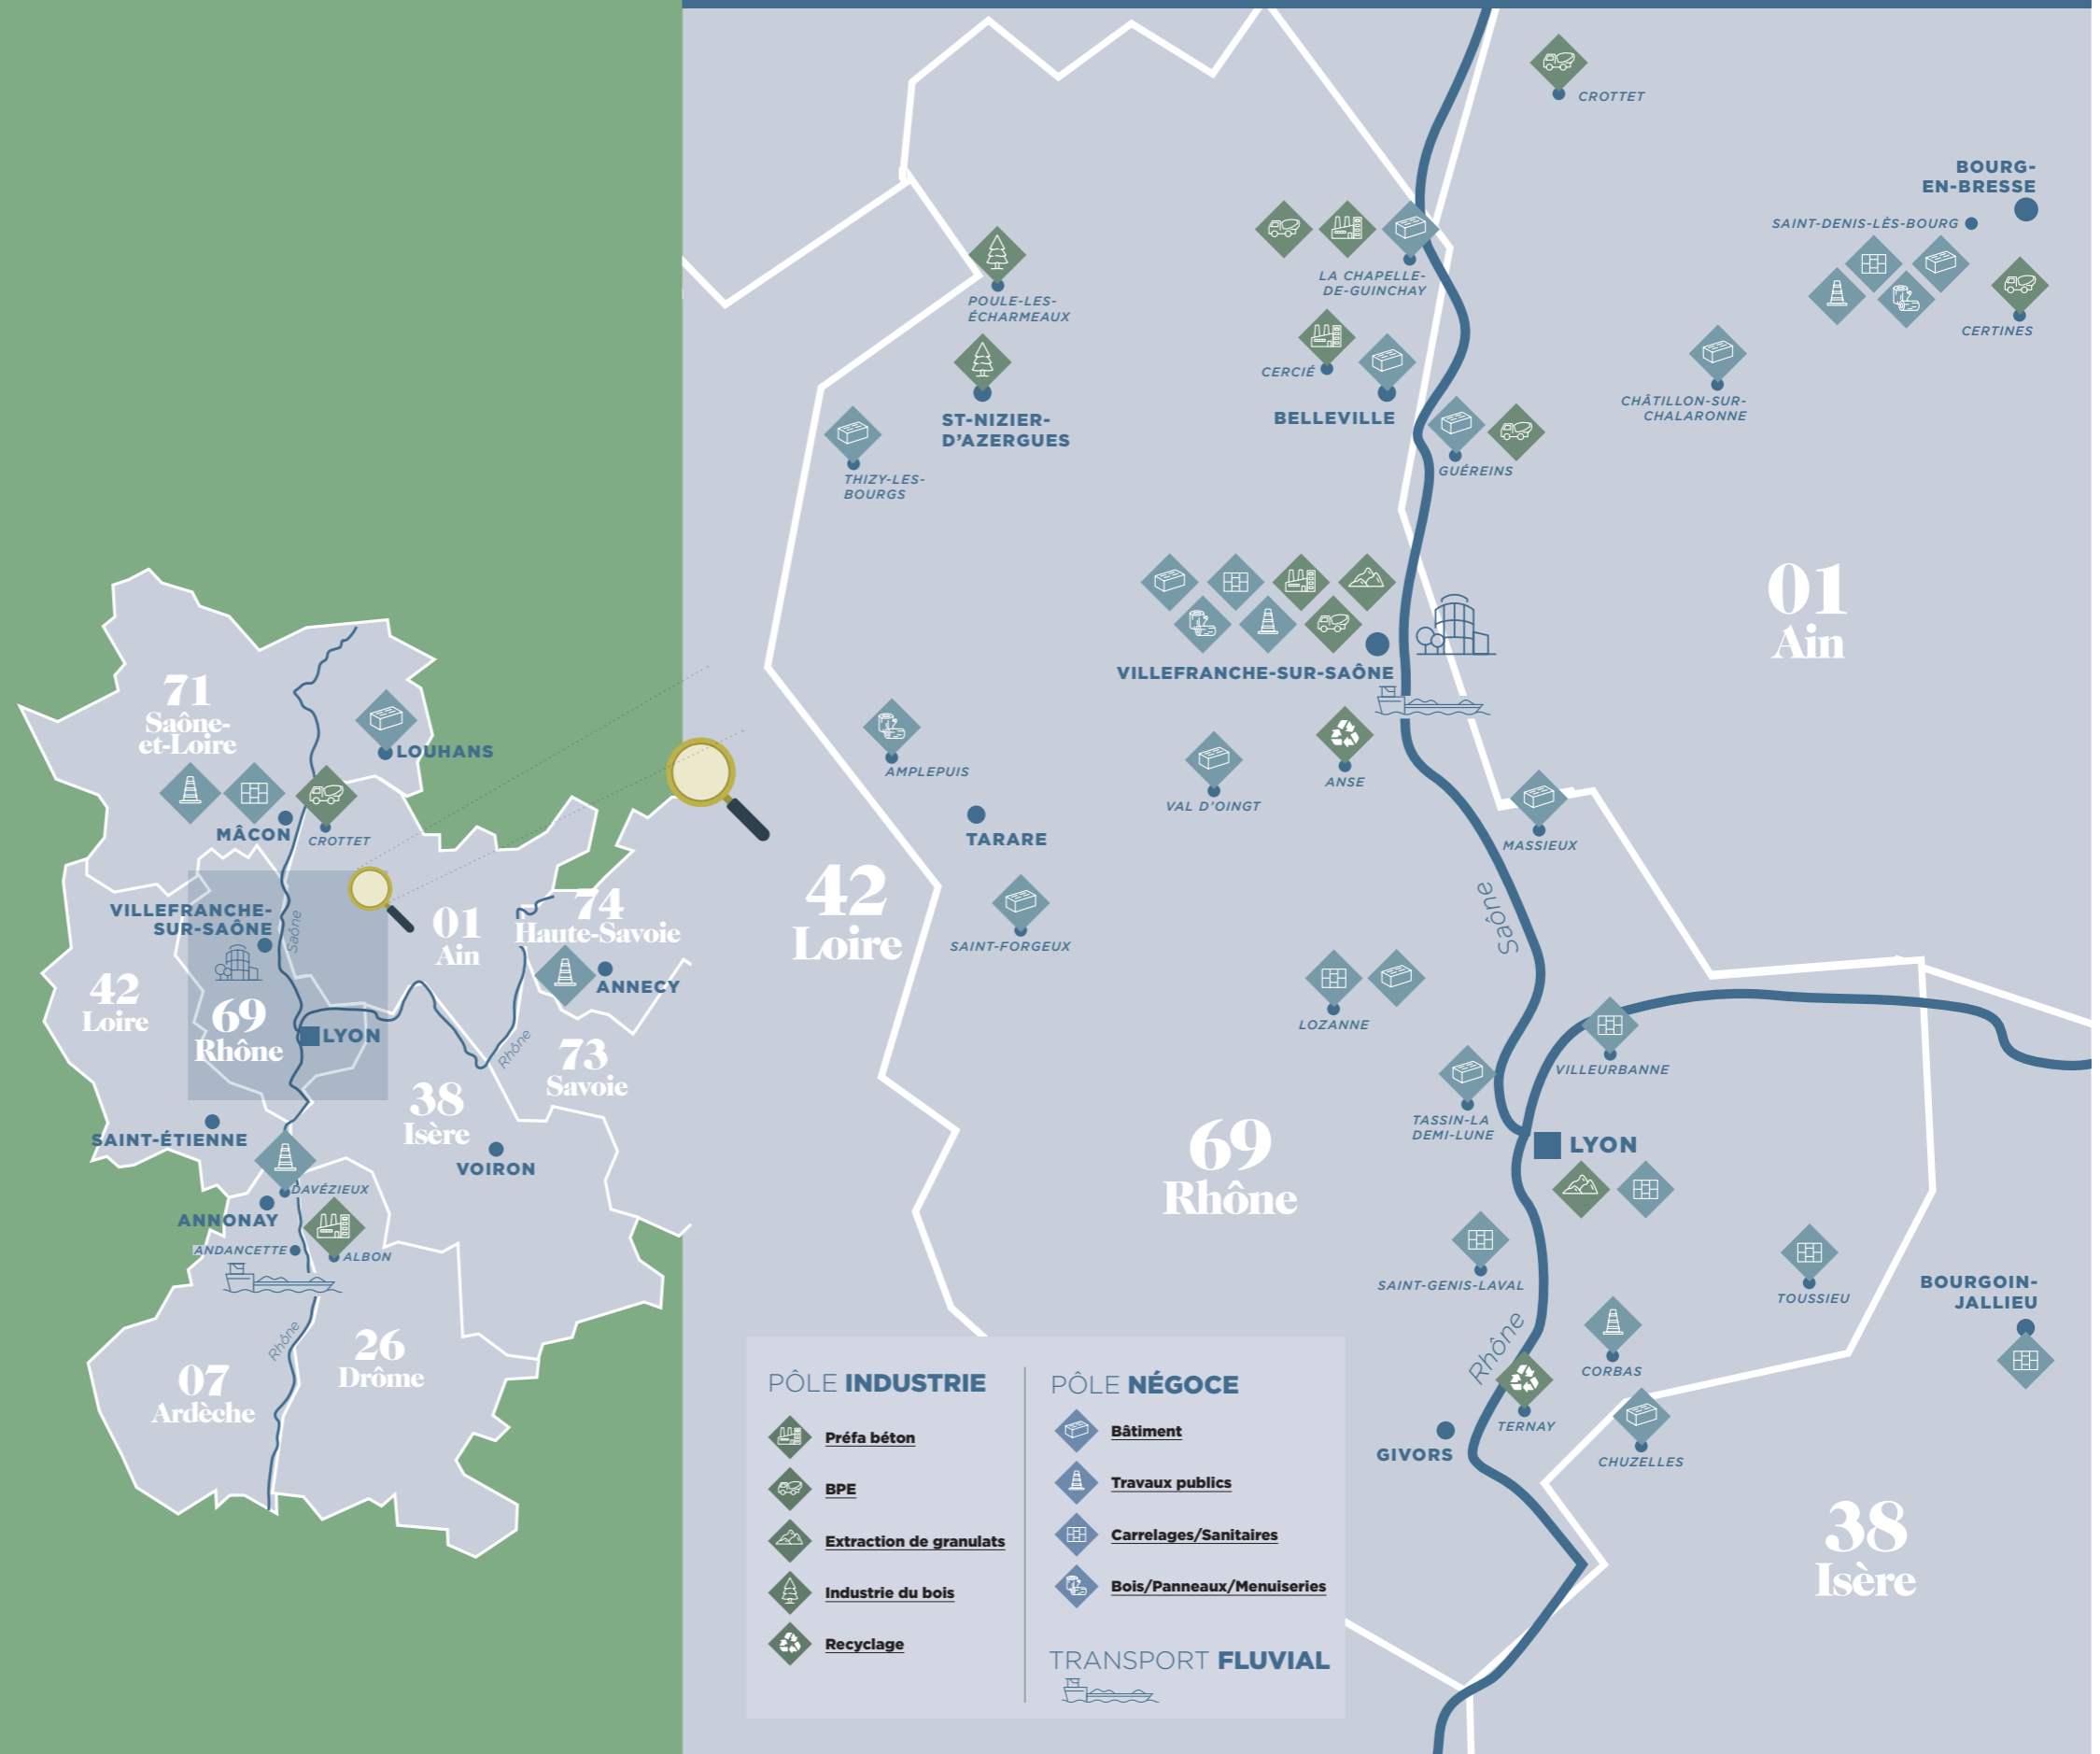 71
Saône-
et-Loire
LOUHANS
MÂCON
CROTTET
VILLEFRANCHE-
SUR-SAÔNE
Saône
01
Ain
74
Haute-Savoie
ANNECY
42
Loire
69
Rhône
LYON
Rhône
73
Savoie
38
Isère
SAINT-ÉTIENNE
VOIRON
DAVÉZIEUX
ANNONAY
ANDANCETTE
ALBON
Rhône
07
Ardèche
26
Drôme
CROTTET
BOURG-
EN-BRESSE
SAINT-DENIS-LÈS-BOURG
CERTINES
LA CHAPELLE-
DE-GUINCHAY
POULE-LES-
ÉCHARMEAUX
CERCIÉ
BELLEVILLE
CHÂTILLON-SUR-
CHALARONNE
ST-NIZIER-
D'AZERGUES
GUÉREINS
THIZY-LES-
BOURGS
01
Ain
VILLEFRANCHE-SUR-SAÔNE
AMPLEPUIS
VAL D'OINGT
ANSE
TARARE
MASSIEUX
42
Loire
SAINT-FORGEUX
Saône
LOZANNE
VILLEURBANNE
TASSIN-LA
DEMI-LUNE
LYON
69
Rhône
SAINT-GENIS-LAVAL
TOUSSIEU
BOURGOIN-
JALLIEU
Rhône
CORBAS
TERNAY
GIVORS
CHUZELLES
38
Isère
PÔLE INDUSTRIE
Préfa béton
BPE
Extraction de granulats
Industrie du bois
Recyclage
PÔLE NÉGOCE
Bâtiment
Travaux publics
Carrelages/Sanitaires
Bois/Panneaux/Menuiseries
TRANSPORT FLUVIAL